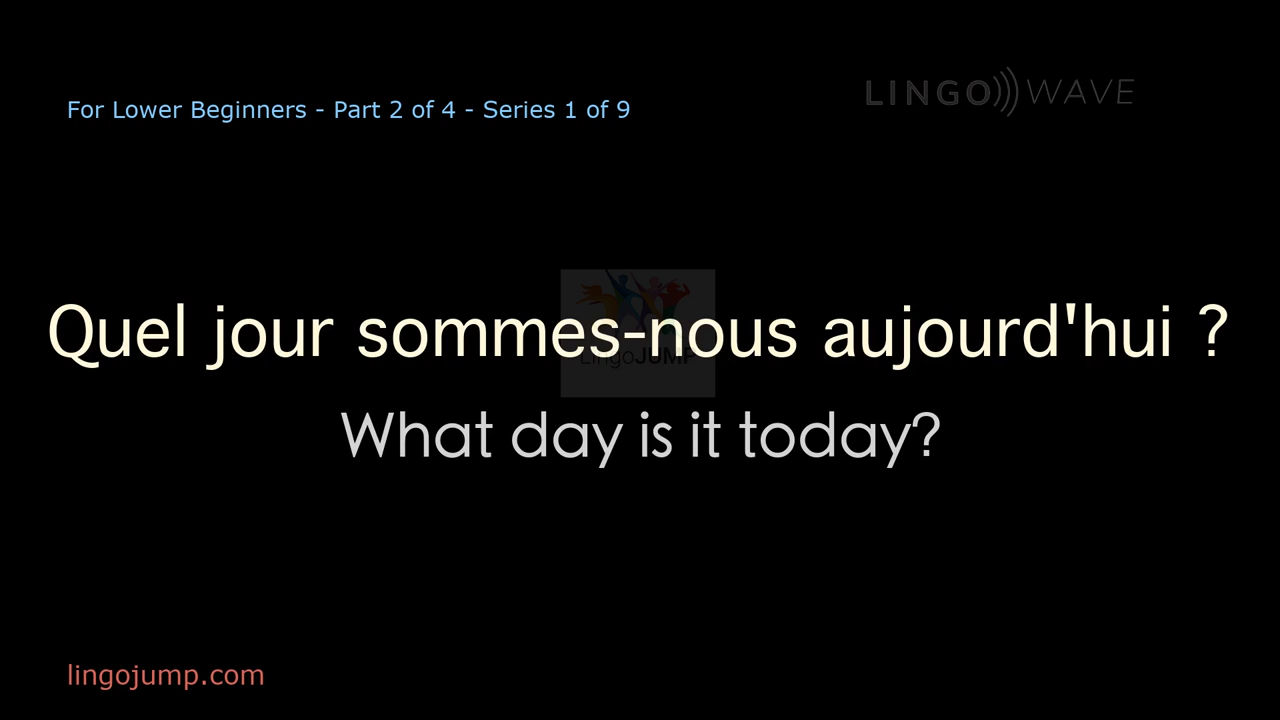 For Lower Beginners - Part 2 of 4 - Series 1 of 9
LINGO WAVE
Quel jour sommes-nous aujourd'hui ?
LingoJUMP
What day is it today?
lingojump.com